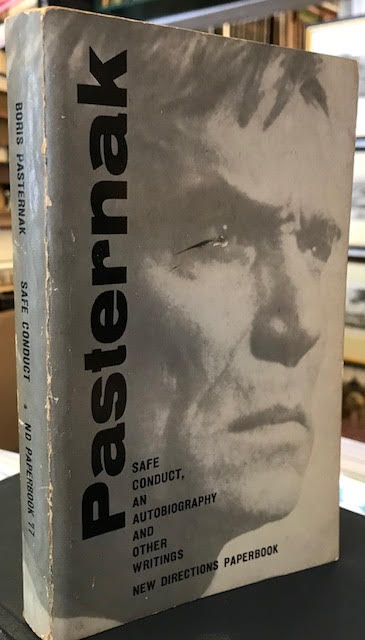 BORIS PASTERNAK SAFE CONDUCT • ND PAPERBOOK 77
Pasternak
SAFE
CONDUCT,
AN
AUTOBIOGRAPHY
AND
OTHER
WRITINGS
NEW DIRECTIONS PAPERBOOK